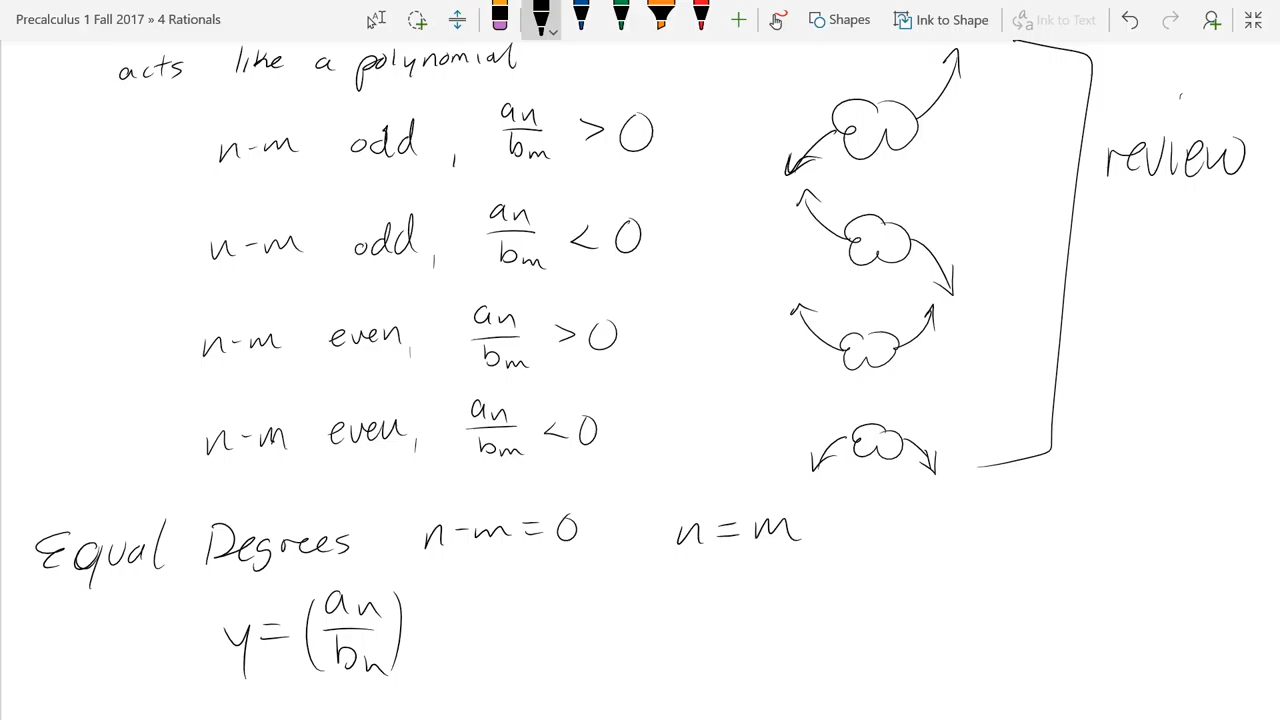 Precalculus 1 Fall 2017 » 4 Rationals
Shapes
Ink to Shape
Ink to Text
acts like a polynomial
n-m odd, an/bm > 0
review
n-m odd, an/bm < 0
n-m even, an/bm > 0
n-m even, an/bm < 0
Equal Degrees n-m=0 n=m
y=(an/bn)